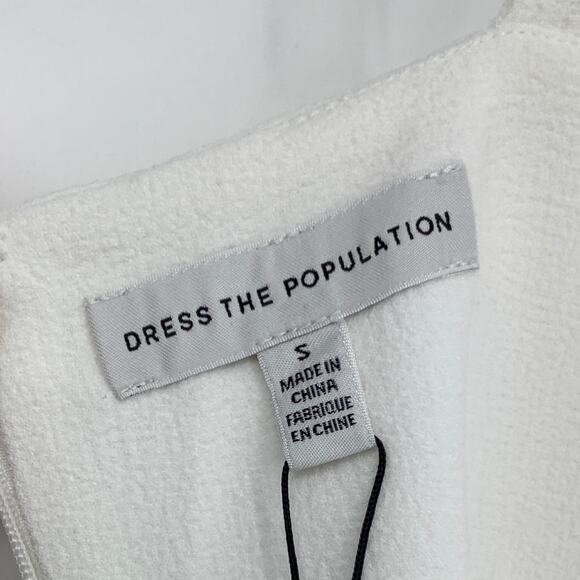 DRESS THE POPULATION
S
MADE IN
CHINA
FABRIQUE
EN CHINE